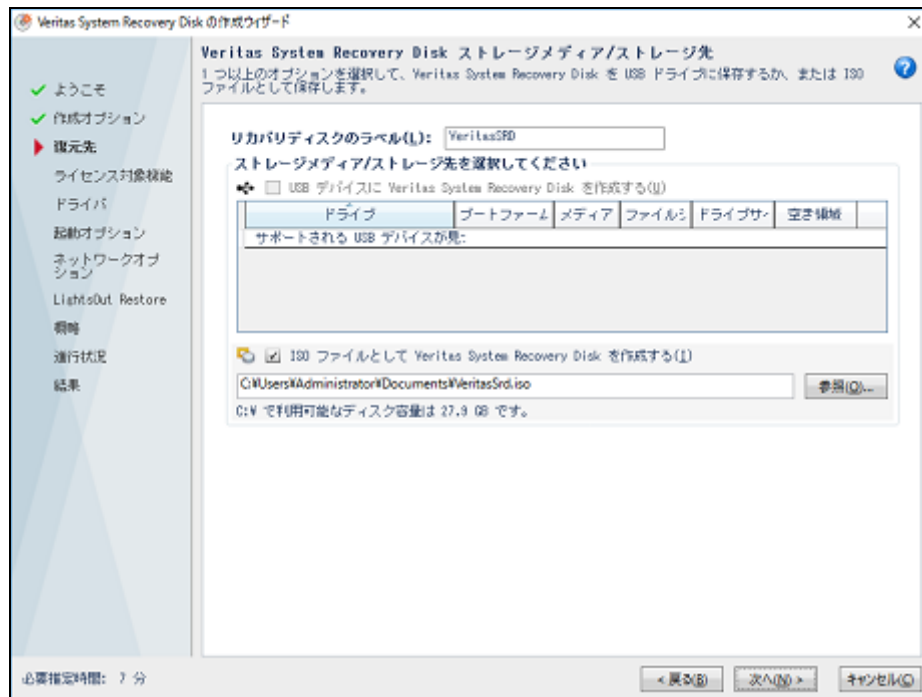 Veritas System Recovery Disk の作成ウィザード
Veritas System Recovery Disk ストレージメディア/ストレージ先
1 つ以上のオプションを選択して、Veritas System Recovery Disk を USB ドライブに保存するか、または ISO
ファイルとして保存します。
ようこそ
作成オプション
復元先
ライセンス対象機能
ドライバ
起動オプション
ネットワークオプ
ション
LightsOut Restore
概略
進行状況
結果
リカバリディスクのラベル(L): VeritasSRD
ストレージメディア/ストレージ先を選択してください
USB デバイスに Veritas System Recovery Disk を作成する(U)
ドライブ ブートファーム メディア ファイルシ ドライブサイ 空き領域
サポートされる USB デバイスが見:
ISO ファイルとして Veritas System Recovery Disk を作成する(I)
C:¥Users¥Administrator¥Documents¥VeritasSrd.iso
参照(O)...
C:¥ で利用可能なディスク容量は 27.9 GB です。
必要推定時間: 7 分
< 戻る(B) 次へ(N) > キャンセル(C)